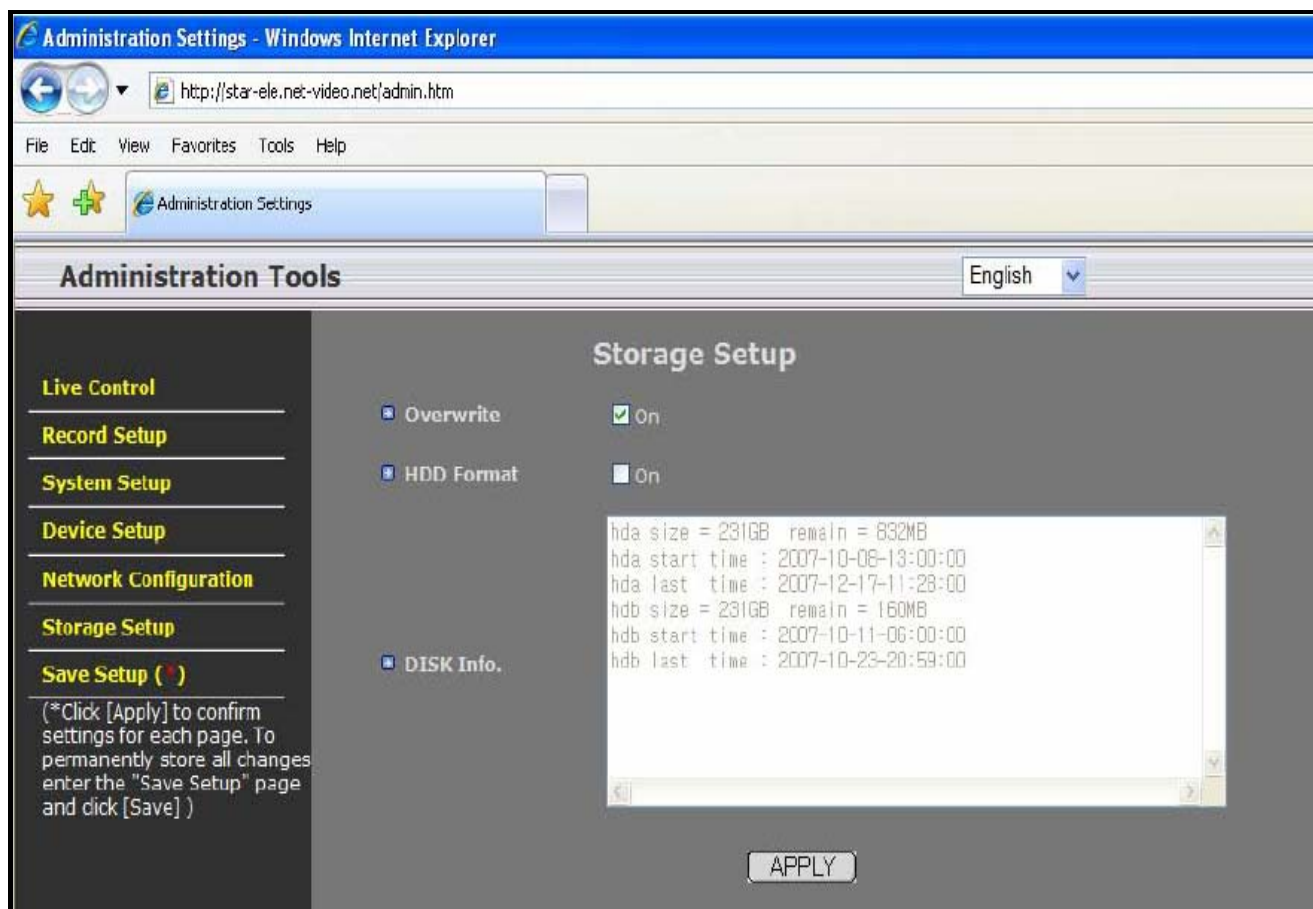 Administration Settings - Windows Internet Explorer
http://star-ele.net-video.net/admin.htm
File Edit View Favorites Tools Help
Administration Settings
Administration Tools
English
Live Control
Record Setup
System Setup
Device Setup
Network Configuration
Storage Setup
Save Setup (*)
(*Click [Apply] to confirm
settings for each page. To
permanently store all changes
enter the "Save Setup" page
and click [Save] )
Storage Setup
Overwrite On
HDD Format On
DISK Info.
hda size = 231GB remain = 832MB
hda start time : 2007-10-08-13:00:00
hda last time : 2007-12-17-11:28:00
hdb size = 231GB remain = 160MB
hdb start time : 2007-10-11-06:00:00
hdb last time : 2007-10-23-20:59:00
APPLY